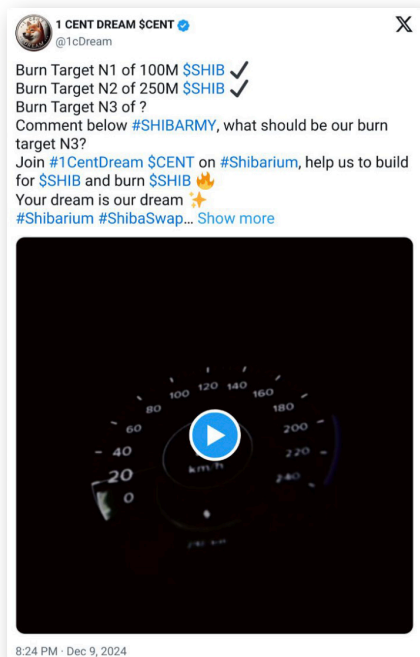 1 CENT DREAM $CENT
@1cDream
Burn Target N1 of 100M $SHIB ✔
Burn Target N2 of 250M $SHIB ✔
Burn Target N3 of ?
Comment below #SHIBARMY, what should be our burn
target N3?
Join #1CentDream $CENT on #Shibarium, help us to build
for $SHIB and burn $SHIB 🔥
Your dream is our dream ✨
#Shibarium #ShibaSwap... Show more
0
20
40
60
80
100
120
140
160
180
200
220
240
km/h
8:24 PM · Dec 9, 2024